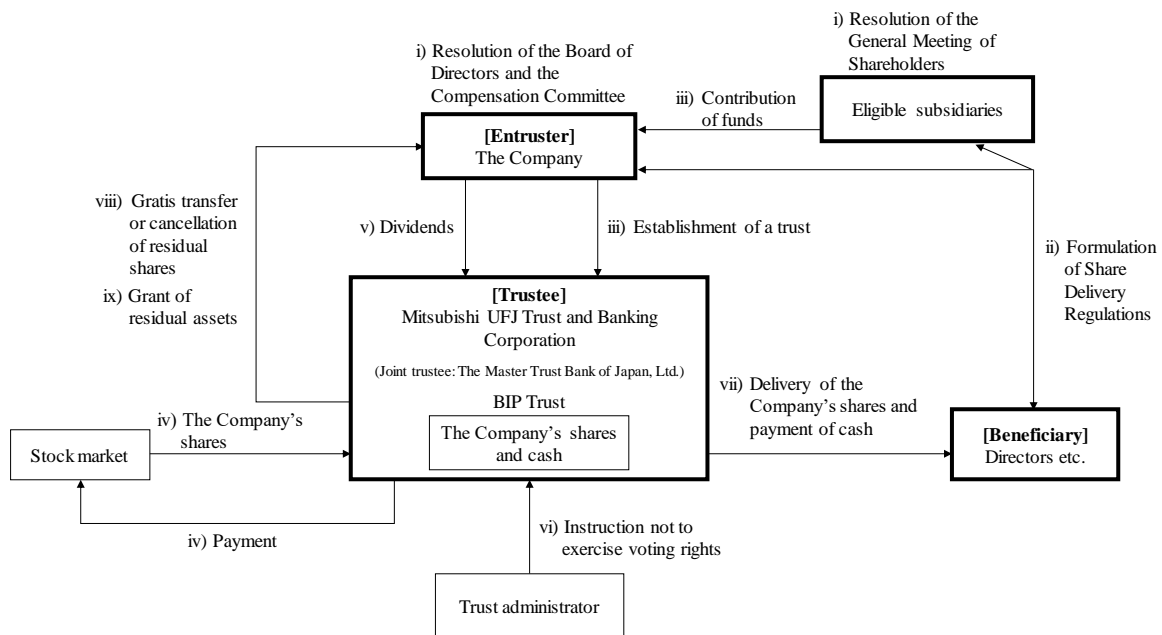 i) Resolution of the
General Meeting of
Shareholders
i) Resolution of the Board of
Directors and the
Compensation Committee
iii) Contribution
of funds
Eligible subsidiaries
[Entruster]
The Company
viii) Gratis transfer
or cancellation
of residual
shares
ix) Grant of
residual assets
v) Dividends
iii) Establishment of a trust
ii) Formulation
of Share
Delivery
Regulations
[Trustee]
Mitsubishi UFJ Trust and Banking
Corporation
(Joint trustee: The Master Trust Bank of Japan, Ltd.)
BIP Trust
The Company's shares
and cash
vii) Delivery of the
Company's shares and
payment of cash
iv) The Company's
shares
Stock market
[Beneficiary]
Directors etc.
iv) Payment
vi) Instruction not to
exercise voting rights
Trust administrator